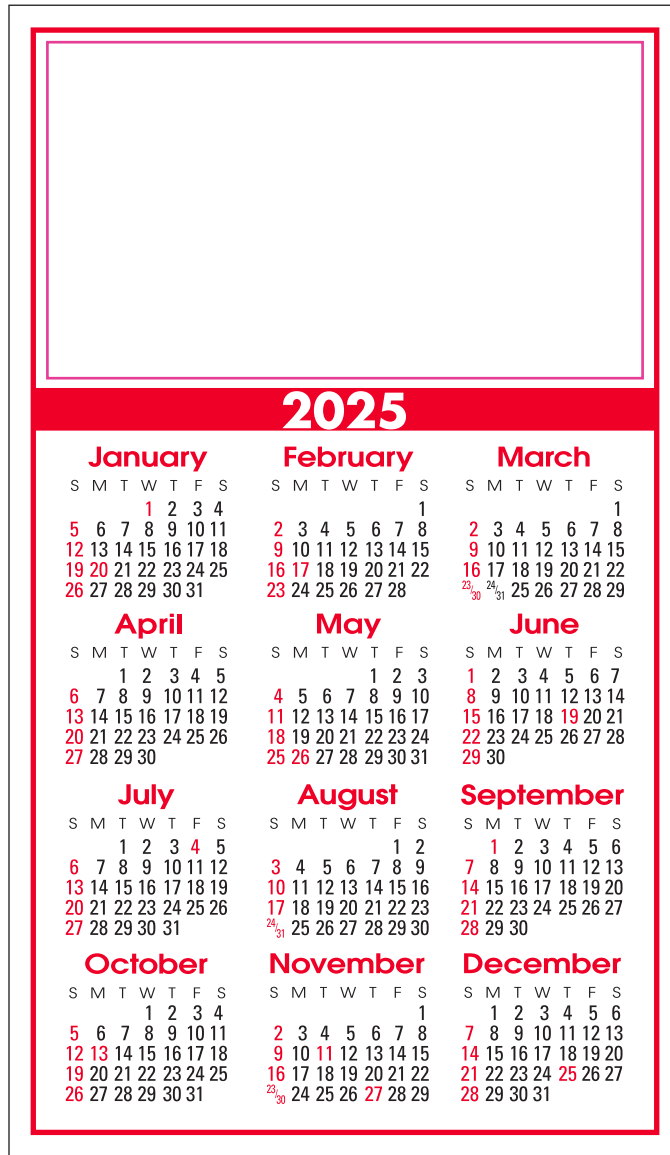 2025
January
S M T W T F S
1 2 3 4
5 6 7 8 9 10 11
12 13 14 15 16 17 18
19 20 21 22 23 24 25
26 27 28 29 30 31
February
S M T W T F S
1
2 3 4 5 6 7 8
9 10 11 12 13 14 15
16 17 18 19 20 21 22
23 24 25 26 27 28
March
S M T W T F S
1
2 3 4 5 6 7 8
9 10 11 12 13 14 15
16 17 18 19 20 21 22
23/30 24/31 25 26 27 28 29
April
S M T W T F S
1 2 3 4 5
6 7 8 9 10 11 12
13 14 15 16 17 18 19
20 21 22 23 24 25 26
27 28 29 30
May
S M T W T F S
1 2 3
4 5 6 7 8 9 10
11 12 13 14 15 16 17
18 19 20 21 22 23 24
25 26 27 28 29 30 31
June
S M T W T F S
1 2 3 4 5 6 7
8 9 10 11 12 13 14
15 16 17 18 19 20 21
22 23 24 25 26 27 28
29 30
July
S M T W T F S
1 2 3 4 5
6 7 8 9 10 11 12
13 14 15 16 17 18 19
20 21 22 23 24 25 26
27 28 29 30 31
August
S M T W T F S
1 2
3 4 5 6 7 8 9
10 11 12 13 14 15 16
17 18 19 20 21 22 23
24/31 25 26 27 28 29 30
September
S M T W T F S
1 2 3 4 5 6
7 8 9 10 11 12 13
14 15 16 17 18 19 20
21 22 23 24 25 26 27
28 29 30
October
S M T W T F S
1 2 3 4
5 6 7 8 9 10 11
12 13 14 15 16 17 18
19 20 21 22 23 24 25
26 27 28 29 30 31
November
S M T W T F S
1
2 3 4 5 6 7 8
9 10 11 12 13 14 15
16 17 18 19 20 21 22
23/30 24 25 26 27 28 29
December
S M T W T F S
1 2 3 4 5 6
7 8 9 10 11 12 13
14 15 16 17 18 19 20
21 22 23 24 25 26 27
28 29 30 31